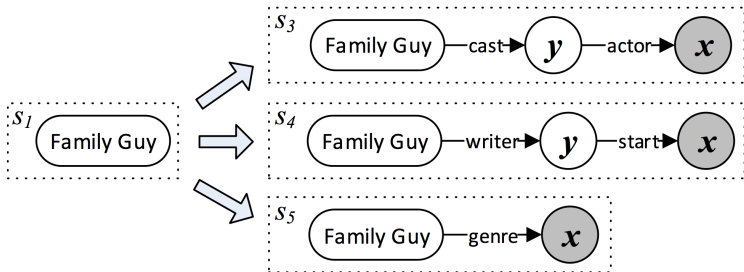 s3
Family Guy cast y actor x
s1
Family Guy
s4
Family Guy writer y start x
s5
Family Guy genre x